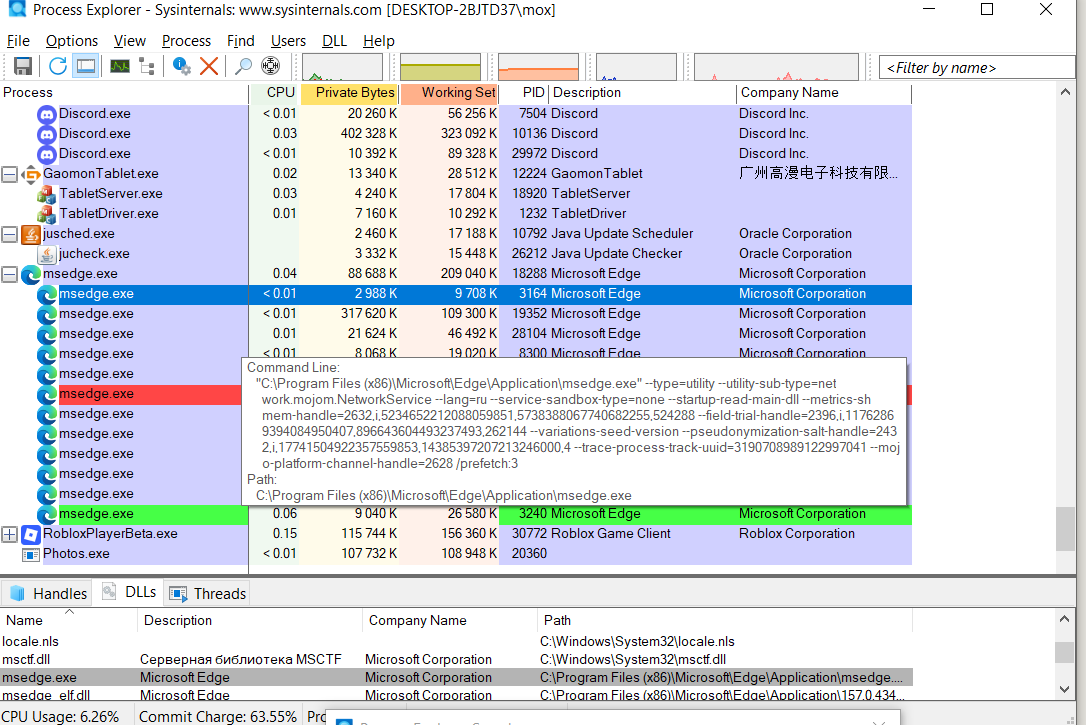 Process Explorer - Sysinternals: www.sysinternals.com [DESKTOP-2BJTD37\mox]
File Options View Process Find Users DLL Help
<Filter by name>
Process CPU Private Bytes Working Set PID Description Company Name
Discord.exe < 0.01 20 260 K 56 256 K 7504 Discord Discord Inc.
Discord.exe 0.03 402 328 K 323 092 K 10136 Discord Discord Inc.
Discord.exe < 0.01 10 392 K 89 328 K 29972 Discord Discord Inc.
GaomonTablet.exe 0.02 13 340 K 28 512 K 12224 GaomonTablet 广州高漫电子科技有限...
TabletServer.exe 0.03 4 240 K 17 804 K 18920 TabletServer
TabletDriver.exe 0.01 7 160 K 10 292 K 1232 TabletDriver
jusched.exe 2 460 K 17 188 K 10792 Java Update Scheduler Oracle Corporation
jucheck.exe 3 332 K 15 448 K 26212 Java Update Checker Oracle Corporation
msedge.exe 0.04 88 688 K 209 040 K 18288 Microsoft Edge Microsoft Corporation
msedge.exe < 0.01 2 988 K 9 708 K 3164 Microsoft Edge Microsoft Corporation
msedge.exe < 0.01 317 620 K 109 300 K 19352 Microsoft Edge Microsoft Corporation
msedge.exe 0.01 21 624 K 46 492 K 28104 Microsoft Edge Microsoft Corporation
msedge.exe < 0.01 8 068 K 19 020 K 8300 Microsoft Edge Microsoft Corporation
msedge.exe
msedge.exe
msedge.exe
msedge.exe
msedge.exe
msedge.exe
msedge.exe
Command Line:
"C:\Program Files (x86)\Microsoft\Edge\Application\msedge.exe" --type=utility --utility-sub-type=net
work.mojom.NetworkService --lang=ru --service-sandbox-type=none --startup-read-main-dll --metrics-sh
mem-handle=2632,i,5234652212088059851,5738388067740682255,524288 --field-trial-handle=2396,i,1176286
9394084950407,896643604493237493,262144 --variations-seed-version --pseudonymization-salt-handle=243
2,i,17741504922357559853,14385397207213246000,4 --trace-process-track-uuid=3190708989122997041 --moj
o-platform-channel-handle=2628 /prefetch:3
Path:
C:\Program Files (x86)\Microsoft\Edge\Application\msedge.exe
msedge.exe 0.06 9 040 K 26 580 K 3240 Microsoft Edge Microsoft Corporation
RobloxPlayerBeta.exe 0.15 115 744 K 156 360 K 30772 Roblox Game Client Roblox Corporation
Photos.exe < 0.01 107 732 K 108 948 K 20360
Handles DLLs Threads
Name Description Company Name Path
locale.nls C:\Windows\System32\locale.nls
msctf.dll Серверная библиотека MSCTF Microsoft Corporation C:\Windows\System32\msctf.dll
msedge.exe Microsoft Edge Microsoft Corporation C:\Program Files (x86)\Microsoft\Edge\Application\msedge....
msedge_elf.dll Microsoft Edge Microsoft Corporation C:\Program Files (x86)\Microsoft\Edge\Application\157.0.434...
CPU Usage: 6.26% Commit Charge: 63.55%